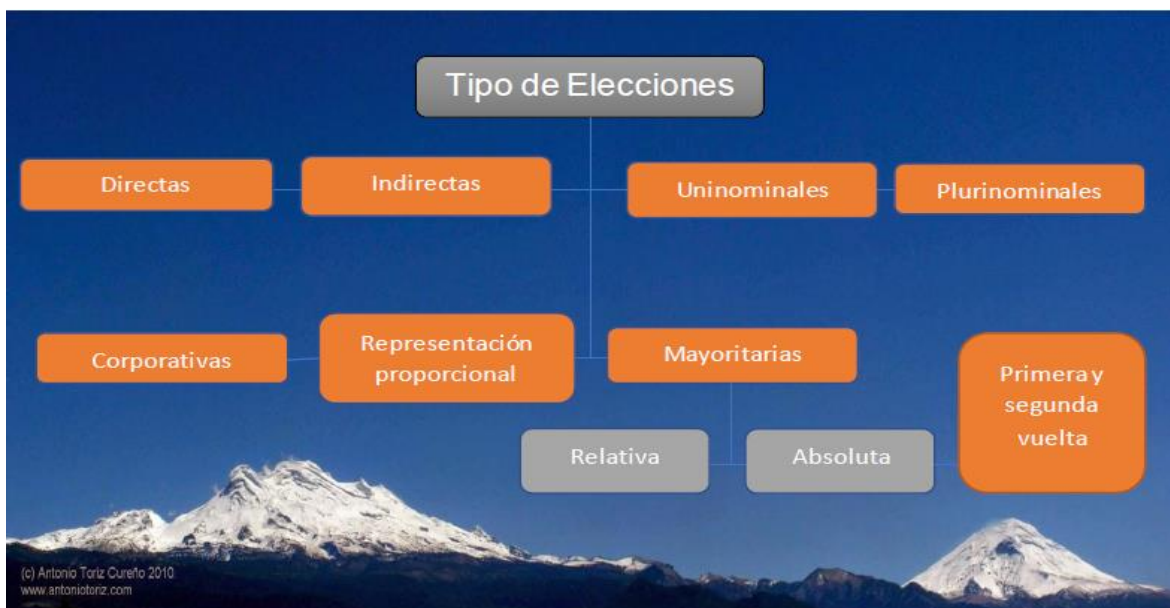 Tipo de Elecciones
Directas
Indirectas
Uninominales
Plurinominales
Corporativas
Representación
proporcional
Mayoritarias
Primera y
segunda
vuelta
Relativa
Absoluta
(c) Antonio Toriz Cureño 2010
www.antoniotoriz.com